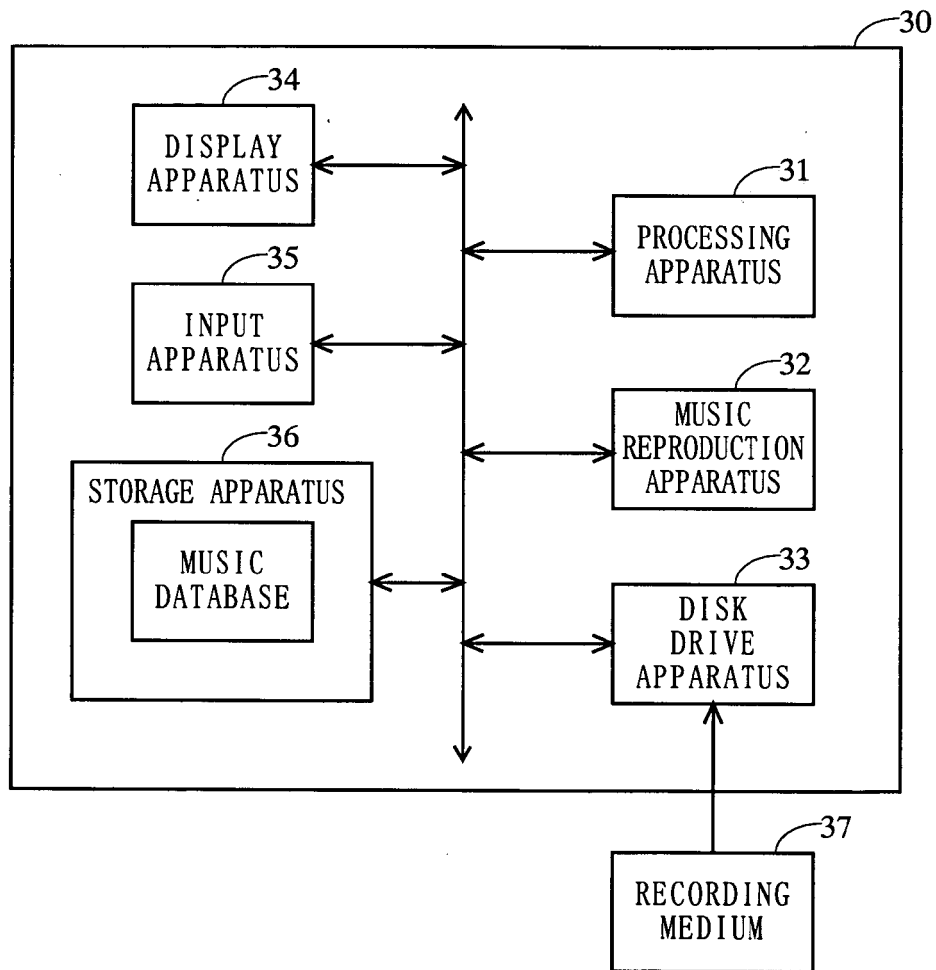 30
34
DISPLAY
APPARATUS
31
PROCESSING
APPARATUS
35
INPUT
APPARATUS
32
MUSIC
REPRODUCTION
APPARATUS
36
STORAGE APPARATUS
MUSIC
DATABASE
33
DISK
DRIVE
APPARATUS
37
RECORDING
MEDIUM